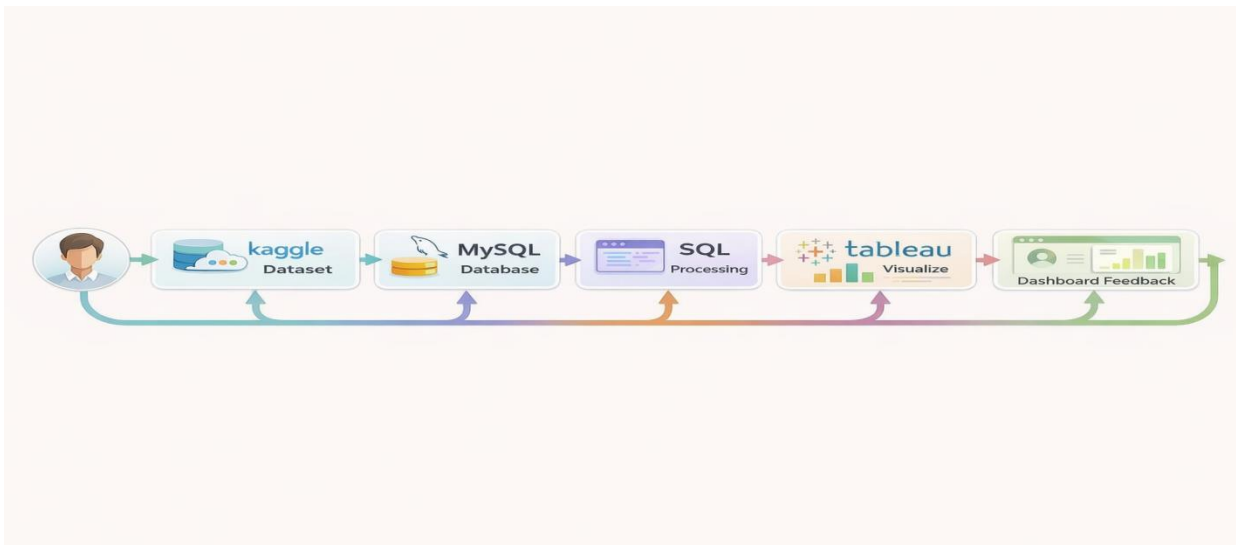 kaggle
Dataset
MySQL
Database
SQL
Processing
tableau
Visualize
Dashboard Feedback